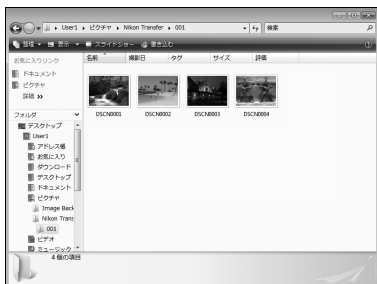 User1 ▸ ピクチャ ▸ Nikon Transfer ▸ 001
検索
整理 表示 スライドショー 書き込む
お気に入りリンク
ドキュメント
ピクチャ
詳細 »
フォルダ
デスクトップ
User1
アドレス帳
お気に入り
ダウンロード
デスクトップ
ドキュメント
ピクチャ
Image Back
Nikon Trans
001
ビデオ
ミュージック
名前 撮影日 タグ サイズ 評価
DSCN0001 DSCN0002 DSCN0003 DSCN0004
4 個の項目